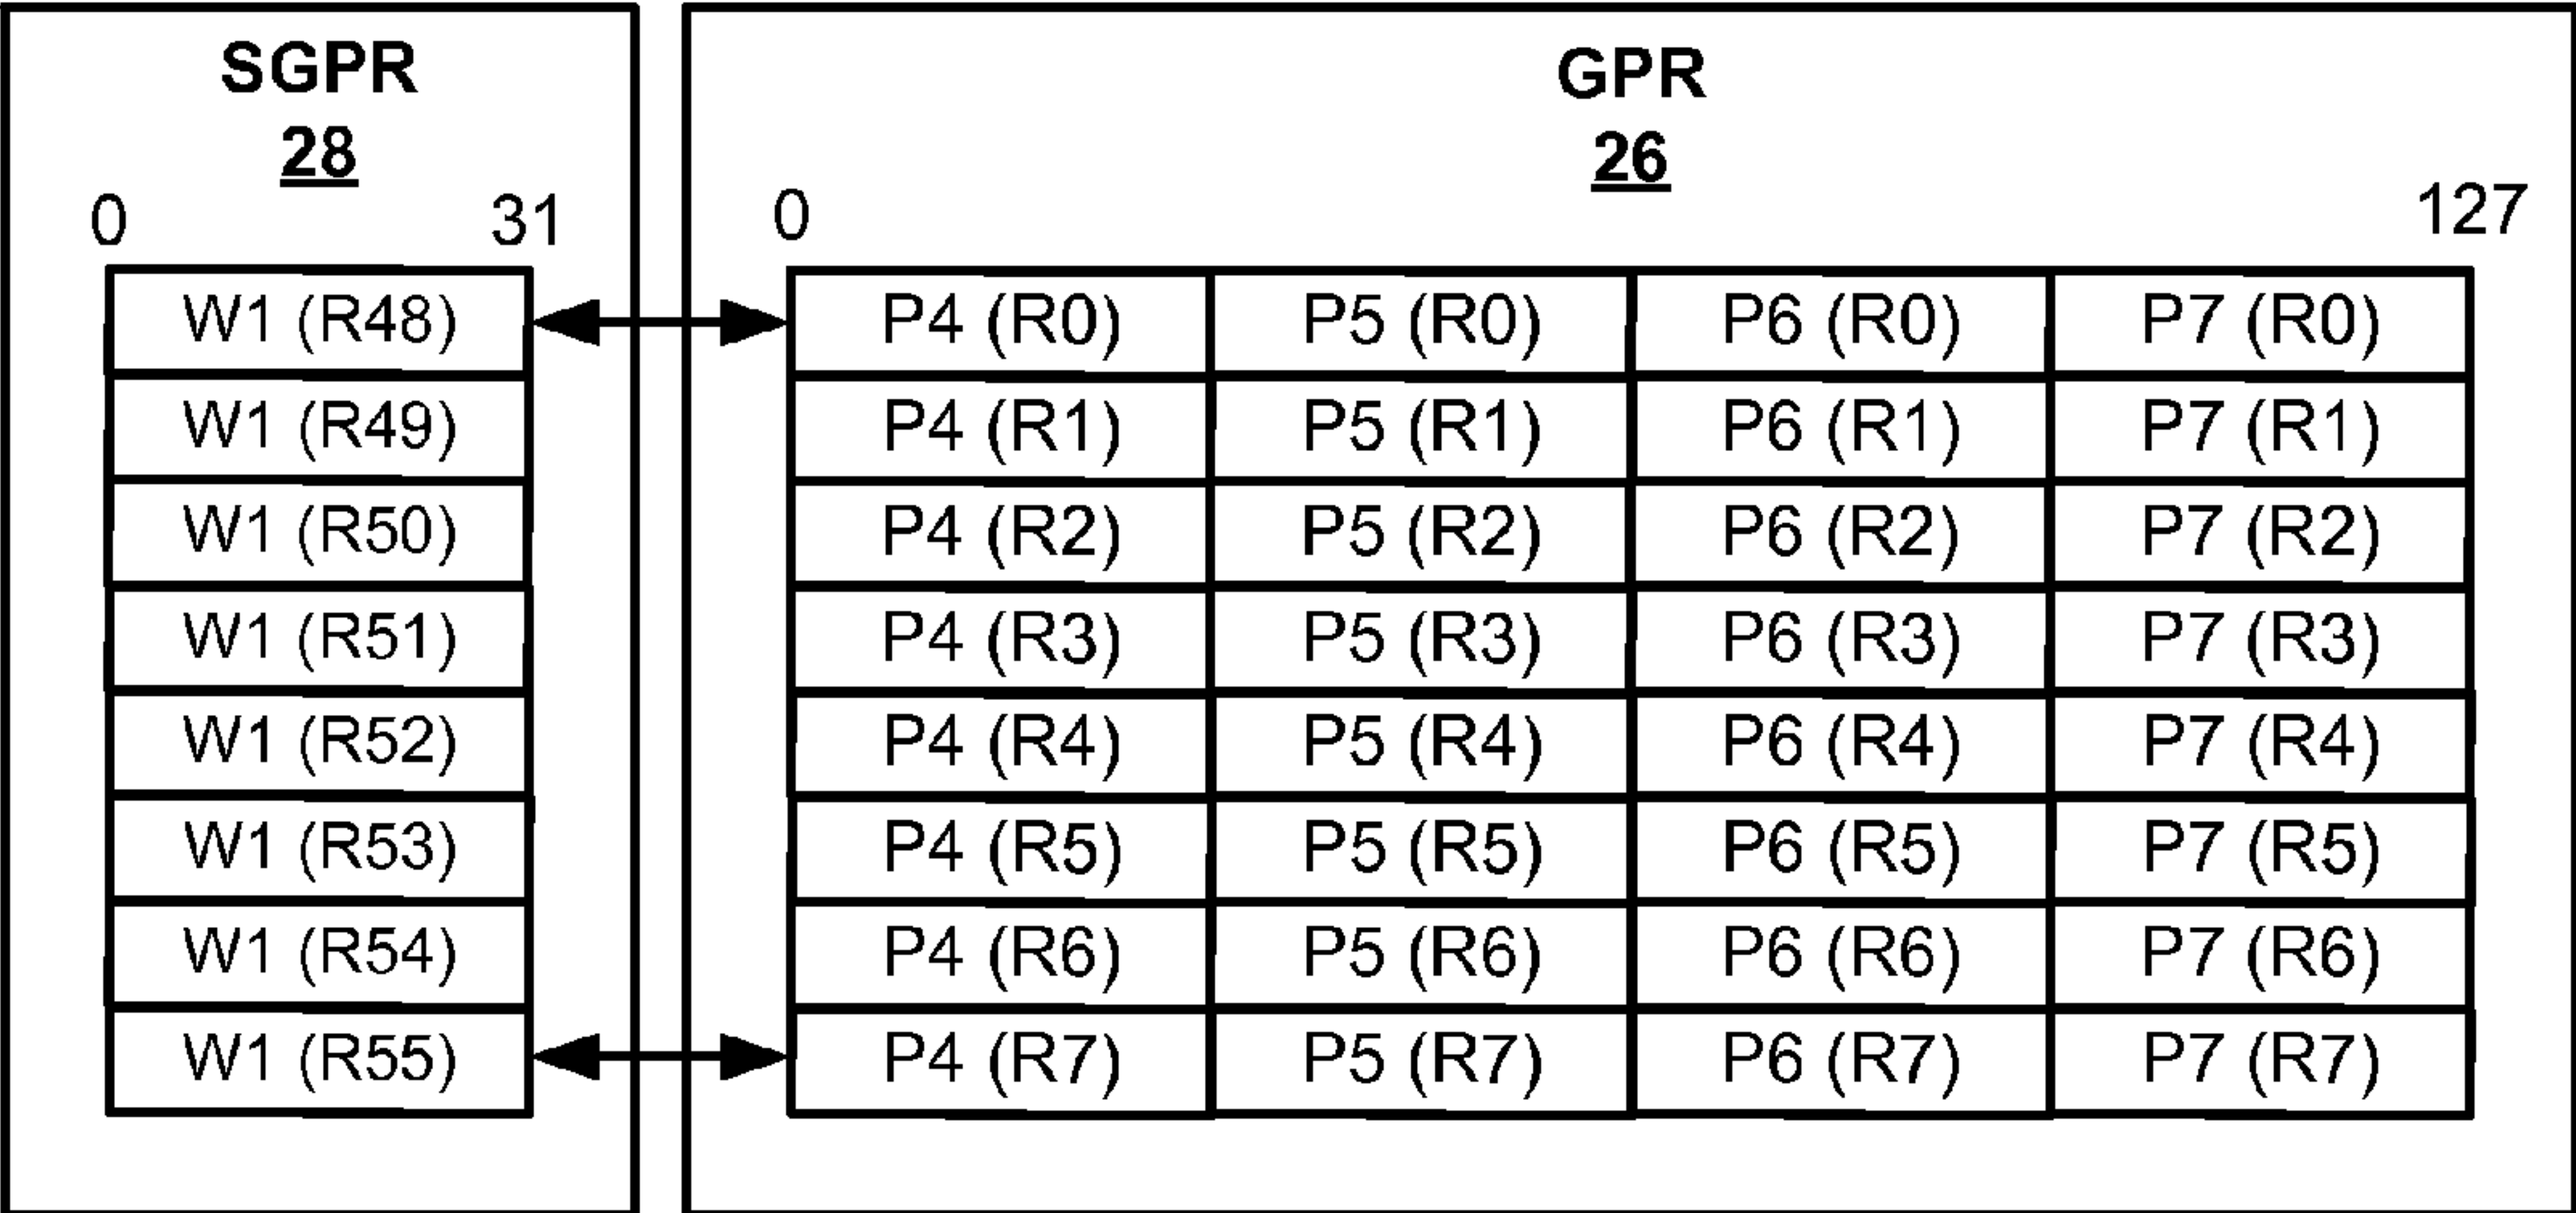 SGPR
28
0 31
W1 (R48)
W1 (R49)
W1 (R50)
W1 (R51)
W1 (R52)
W1 (R53)
W1 (R54)
W1 (R55)
GPR
26
0 127
P4 (R0) P5 (R0) P6 (R0) P7 (R0)
P4 (R1) P5 (R1) P6 (R1) P7 (R1)
P4 (R2) P5 (R2) P6 (R2) P7 (R2)
P4 (R3) P5 (R3) P6 (R3) P7 (R3)
P4 (R4) P5 (R4) P6 (R4) P7 (R4)
P4 (R5) P5 (R5) P6 (R5) P7 (R5)
P4 (R6) P5 (R6) P6 (R6) P7 (R6)
P4 (R7) P5 (R7) P6 (R7) P7 (R7)